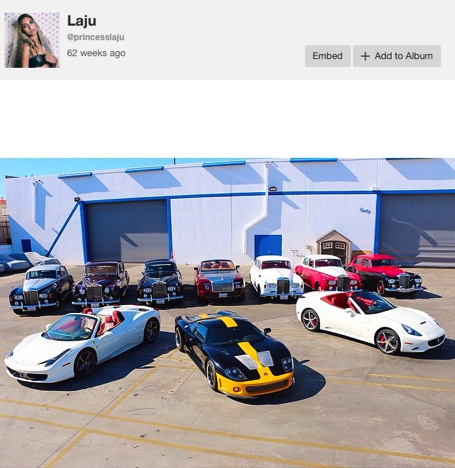 Laju
@princesslaju
62 weeks ago
Embed
+ Add to Album